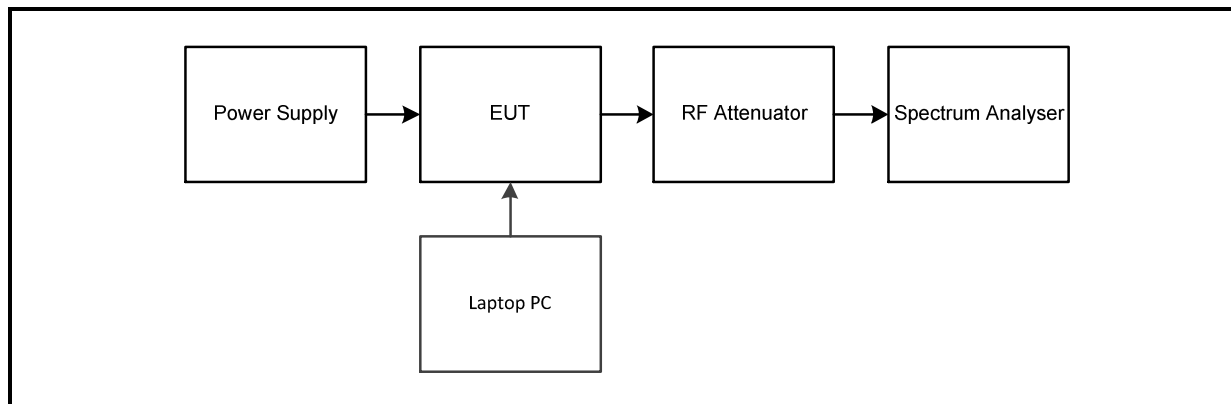 Power Supply
EUT
RF Attenuator
Spectrum Analyser
Laptop PC